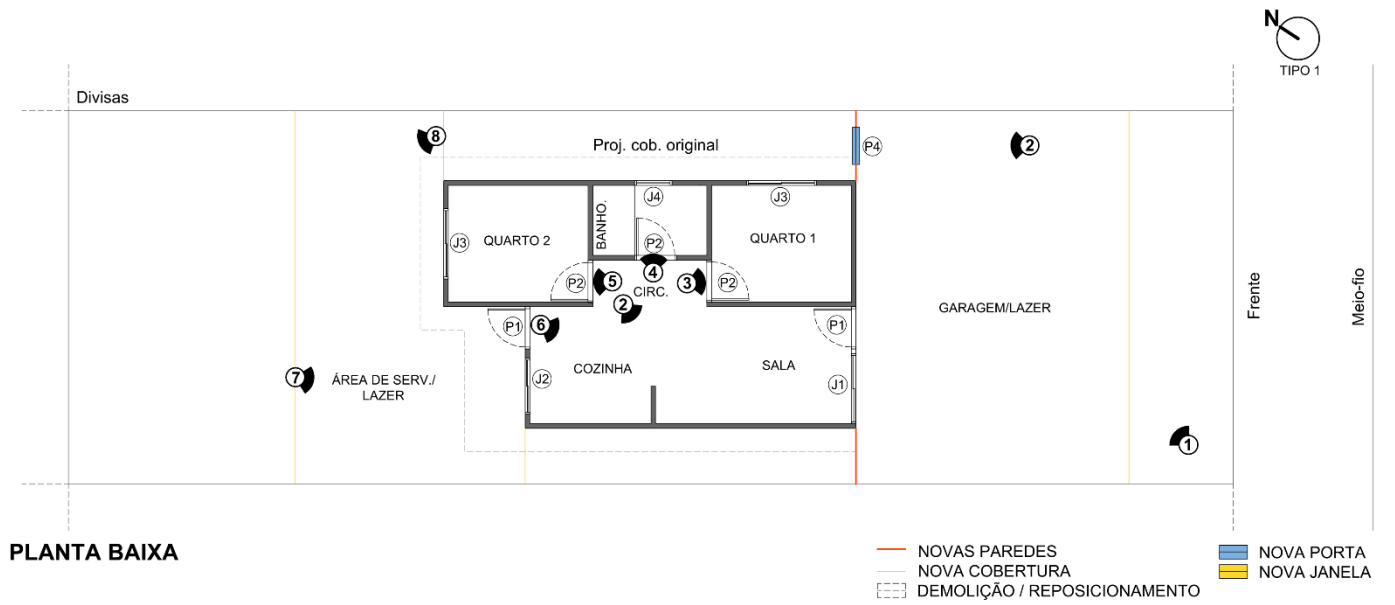 N
TIPO 1
Divisas
8
Proj. cob. original
P4
2
J4
J3
BANHO.
QUARTO 2
QUARTO 1
J3
P2
4
5
3
P2
P2
CIRC.
2
Frente
Meio-fio
GARAGEM/LAZER
P1
6
P1
COZINHA
SALA
7
ÁREA DE SERV./
LAZER
J2
J1
1
PLANTA BAIXA
NOVAS PAREDES
NOVA COBERTURA
DEMOLIÇÃO / REPOSICIONAMENTO
NOVA PORTA
NOVA JANELA